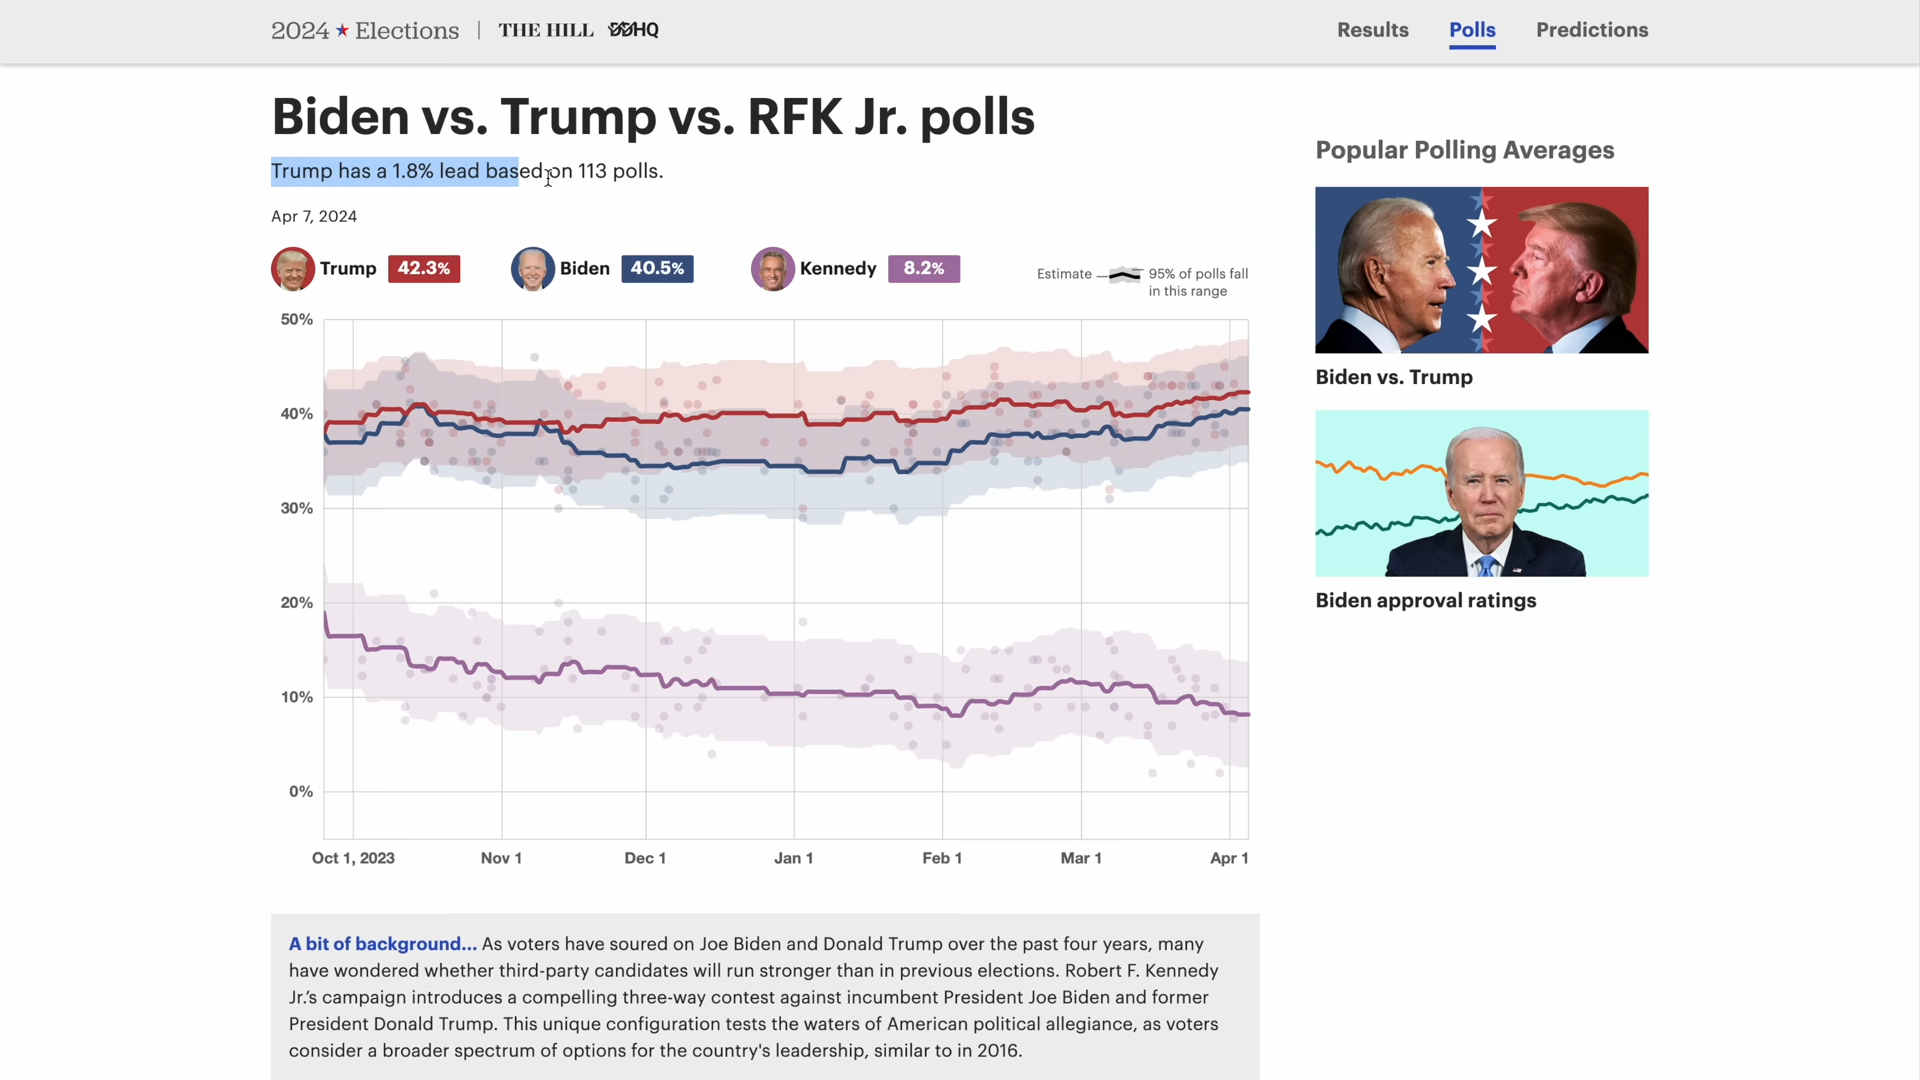 2024 ★ Elections | THE HILL DDHQ
Results Polls Predictions
Biden vs. Trump vs. RFK Jr. polls
Trump has a 1.8% lead based on 113 polls.
Apr 7, 2024
Trump 42.3% Biden 40.5% Kennedy 8.2%
Estimate 95% of polls fall
in this range
50%
40%
30%
20%
10%
0%
Oct 1, 2023 Nov 1 Dec 1 Jan 1 Feb 1 Mar 1 Apr 1
A bit of background... As voters have soured on Joe Biden and Donald Trump over the past four years, many
have wondered whether third-party candidates will run stronger than in previous elections. Robert F. Kennedy
Jr.'s campaign introduces a compelling three-way contest against incumbent President Joe Biden and former
President Donald Trump. This unique configuration tests the waters of American political allegiance, as voters
consider a broader spectrum of options for the country's leadership, similar to in 2016.
Popular Polling Averages
Biden vs. Trump
Biden approval ratings